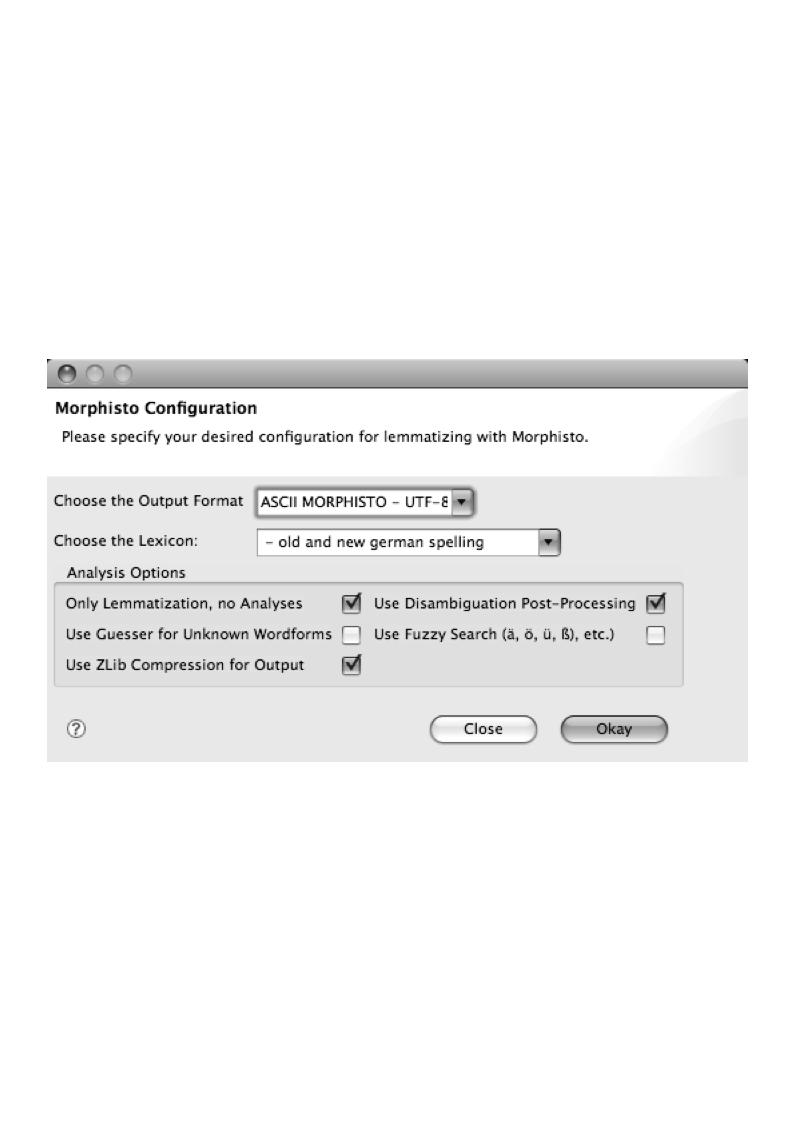 Morphisto Configuration
Please specify your desired configuration for lemmatizing with Morphisto.
Choose the Output Format ASCII MORPHISTO - UTF-8
Choose the Lexicon: - old and new german spelling
Analysis Options
Only Lemmatization, no Analyses Use Disambiguation Post-Processing
Use Guesser for Unknown Wordforms Use Fuzzy Search (ä, ö, ü, ß), etc.)
Use ZLib Compression for Output
? Close Okay